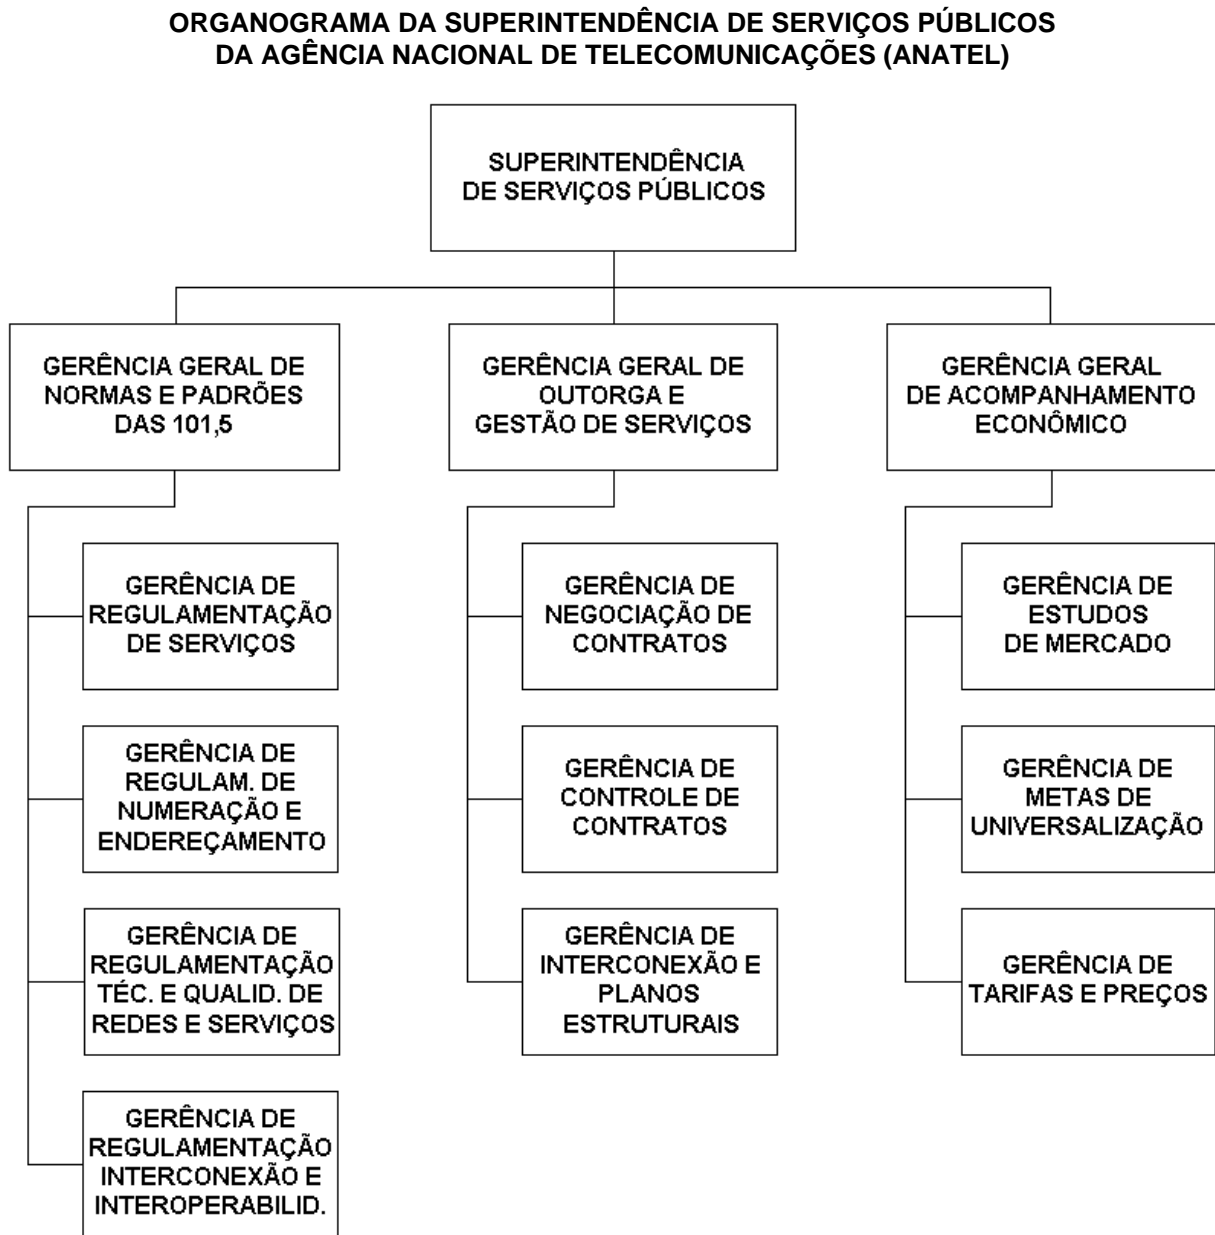 ORGANOGRAMA DA SUPERINTENDÊNCIA DE SERVIÇOS PÚBLICOS
DA AGÊNCIA NACIONAL DE TELECOMUNICAÇÕES (ANATEL)
SUPERINTENDÊNCIA
DE SERVIÇOS PÚBLICOS
GERÊNCIA GERAL DE
NORMAS E PADRÕES
DAS 101,5
GERÊNCIA DE
REGULAMENTAÇÃO
DE SERVIÇOS
GERÊNCIA DE
REGULAM. DE
NUMERAÇÃO E
ENDEREÇAMENTO
GERÊNCIA DE
REGULAMENTAÇÃO
TÉC. E QUALID. DE
REDES E SERVIÇOS
GERÊNCIA DE
REGULAMENTAÇÃO
INTERCONEXÃO E
INTEROPERABILID.
GERÊNCIA GERAL DE
OUTORGA E
GESTÃO DE SERVIÇOS
GERÊNCIA DE
NEGOCIAÇÃO DE
CONTRATOS
GERÊNCIA DE
CONTROLE DE
CONTRATOS
GERÊNCIA DE
INTERCONEXÃO E
PLANOS
ESTRUTURAIS
GERÊNCIA GERAL
DE ACOMPANHAMENTO
ECONÔMICO
GERÊNCIA DE
ESTUDOS
DE MERCADO
GERÊNCIA DE
METAS DE
UNIVERSALIZAÇÃO
GERÊNCIA DE
TARIFAS E PREÇOS